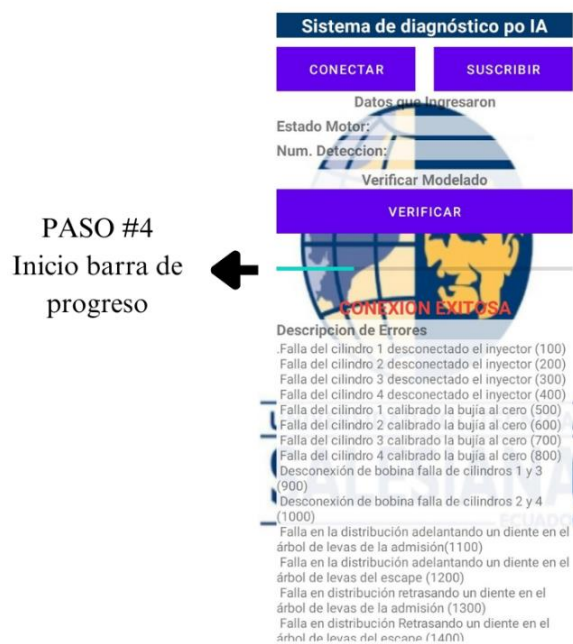 Sistema de diagnóstico po IA
CONECTAR
SUSCRIBIR
Datos que Ingresaron
Estado Motor:
Num. Deteccion:
Verificar Modelado
VERIFICAR
PASO #4
Inicio barra de
progreso
CONEXION EXITOSA
Descripcion de Errores
.Falla del cilindro 1 desconectado el inyector (100)
Falla del cilindro 2 desconectado el inyector (200)
Falla del cilindro 3 desconectado el inyector (300)
Falla del cilindro 4 desconectado el inyector (400)
Falla del cilindro 1 calibrado la bujía al cero (500)
Falla del cilindro 2 calibrado la bujía al cero (600)
Falla del cilindro 3 calibrado la bujía al cero (700)
Falla del cilindro 4 calibrado la bujía al cero (800)
Desconexión de bobina falla de cilindros 1 y 3
(900)
Desconexión de bobina falla de cilindros 2 y 4
(1000)
ECUADO
Falla en la distribución adelantando un diente en el
árbol de levas de la admisión(1100)
Falla en la distribución adelantando un diente en el
árbol de levas del escape (1200)
Falla en distribución retrasando un diente en el
árbol de levas de la admisión (1300)
Falla en distribución Retrasando un diente en el
árbol de levas del escape (1400)